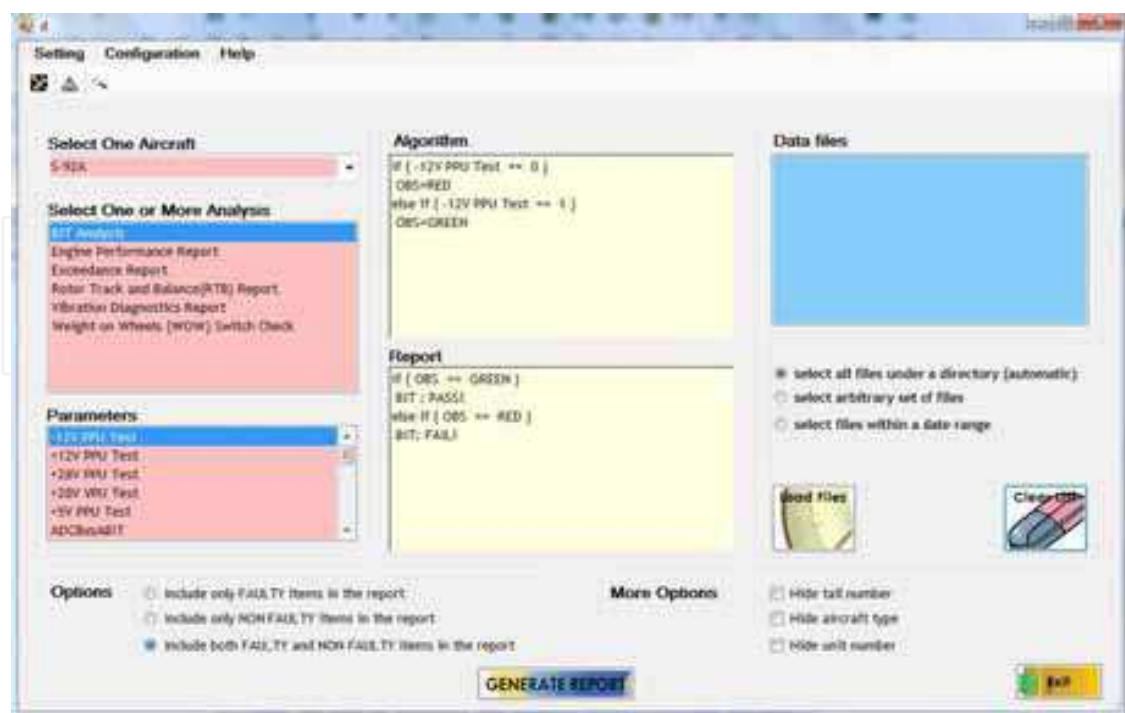 Setting Configuration Help
Select One Aircraft
S-92A
Select One or More Analysis
BIT Analysis
Engine Performance Report
Exceedance Report
Rotor Track and Balance(RTB) Report
Vibration Diagnostics Report
Weight on Wheels (WOW) Switch Check
Parameters
-12V PPU Test
+12V PPU Test
+28V PPU Test
+28V VPU Test
+5V PPU Test
ADCBusABIT
Algorithm
If ( -12V PPU Test == 0 )
OBS=RED
else If ( -12V PPU Test == 1 )
OBS=GREEN
Report
If ( OBS == GREEN )
BIT : PASS!
else If ( OBS == RED )
BIT: FAIL!
Data files
select all files under a directory (automatic)
select arbitrary set of files
select files within a date range
Load Files
Clear
Options
include only FAULTY items in the report
include only NON FAULTY items in the report
include both FAULTY and NON FAULTY items in the report
More Options
Hide tail number
Hide aircraft type
Hide unit number
GENERATE REPORT
Exit